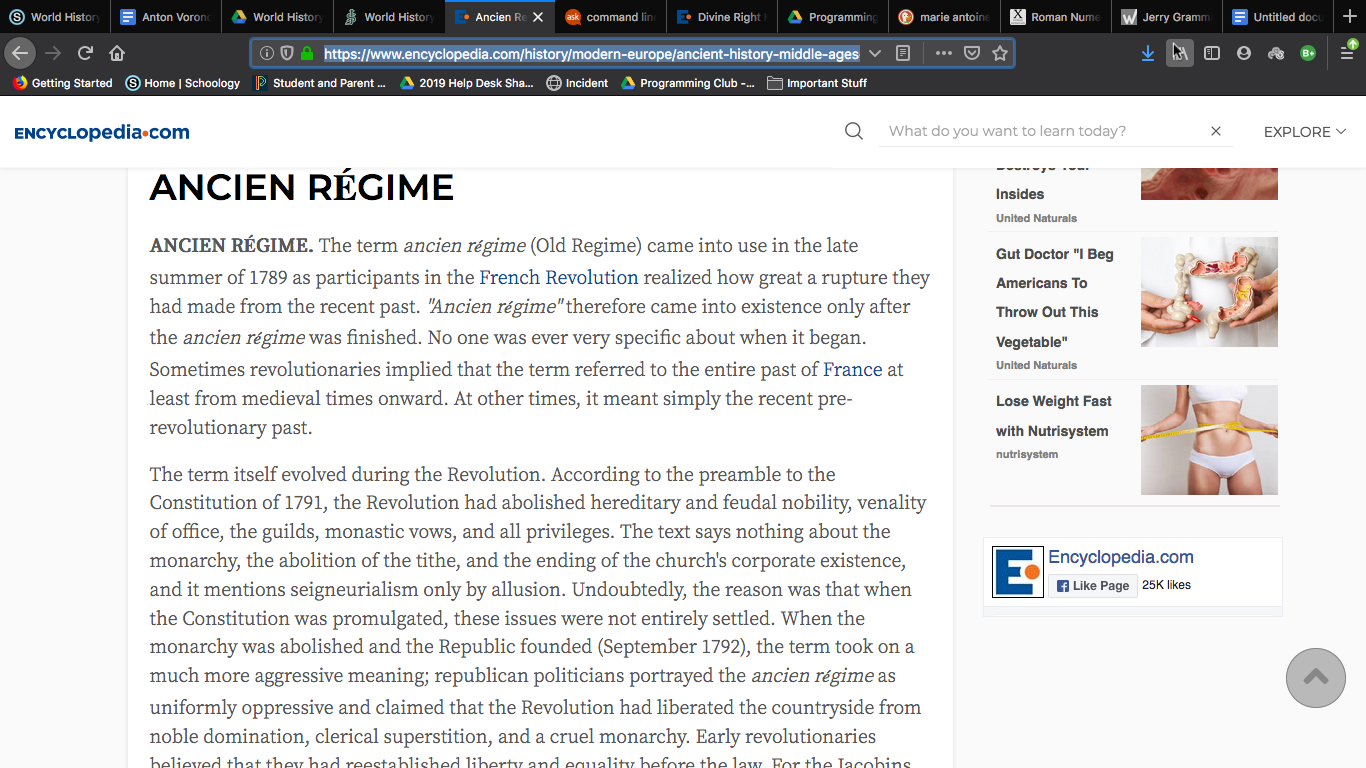 World History
Anton Vorono
World History
World History
Ancien Re
command line
Divine Right
Programming
marie antoine
Roman Nume
Jerry Gramma
Untitled docu
https://www.encyclopedia.com/history/modern-europe/ancient-history-middle-ages
Getting Started
Home | Schoology
Student and Parent ...
2019 Help Desk Sha...
Incident
Programming Club -...
Important Stuff
ENCYCLOpedia.com
What do you want to learn today?
EXPLORE
ANCIEN RÉGIME
ANCIEN RÉGIME. The term ancien régime (Old Regime) came into use in the late
summer of 1789 as participants in the French Revolution realized how great a rupture they
had made from the recent past. "Ancien régime" therefore came into existence only after
the ancien régime was finished. No one was ever very specific about when it began.
Sometimes revolutionaries implied that the term referred to the entire past of France at
least from medieval times onward. At other times, it meant simply the recent pre-
revolutionary past.
The term itself evolved during the Revolution. According to the preamble to the
Constitution of 1791, the Revolution had abolished hereditary and feudal nobility, venality
of office, the guilds, monastic vows, and all privileges. The text says nothing about the
monarchy, the abolition of the tithe, and the ending of the church's corporate existence,
and it mentions seigneurialism only by allusion. Undoubtedly, the reason was that when
the Constitution was promulgated, these issues were not entirely settled. When the
monarchy was abolished and the Republic founded (September 1792), the term took on a
much more aggressive meaning; republican politicians portrayed the ancien régime as
uniformly oppressive and claimed that the Revolution had liberated the countryside from
noble domination, clerical superstition, and a cruel monarchy. Early revolutionaries
believed that they had reestablished liberty and equality before the law. For the Jacobins,
Destroys Your
Insides
United Naturals
Gut Doctor "I Beg
Americans To
Throw Out This
Vegetable"
United Naturals
Lose Weight Fast
with Nutrisystem
nutrisystem
Encyclopedia.com
Like Page 25K likes